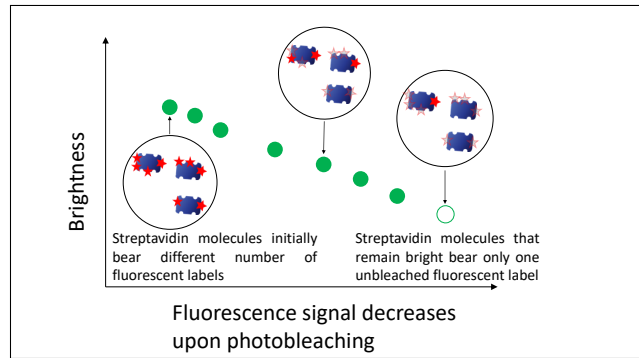 Brightness
Streptavidin molecules initially
bear different number of
fluorescent labels
Streptavidin molecules that
remain bright bear only one
unbleached fluorescent label
Fluorescence signal decreases
upon photobleaching